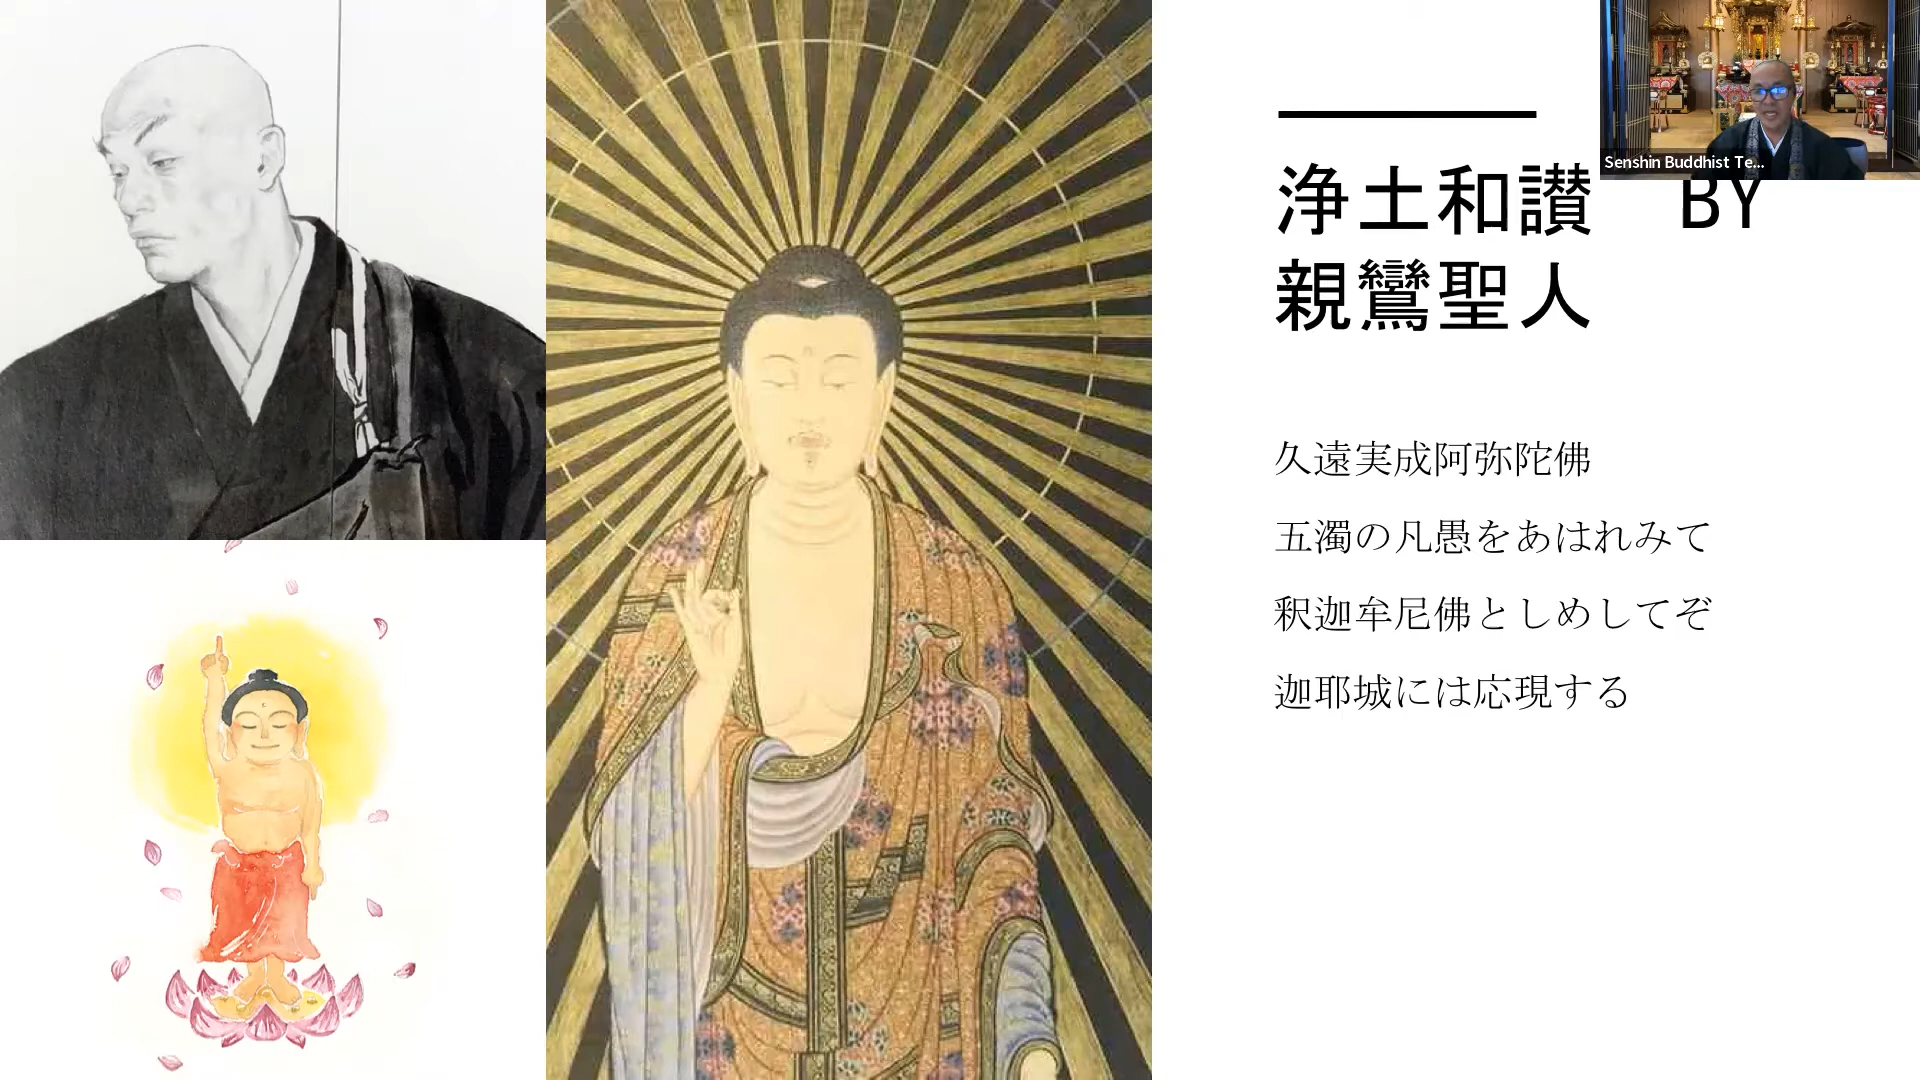 Senshin Buddhist Te...
浄土和讃　BY
親鸞聖人
久遠実成阿弥陀佛
五濁の凡愚をあはれみて
釈迦牟尼佛としめしてぞ
迦耶城には応現する